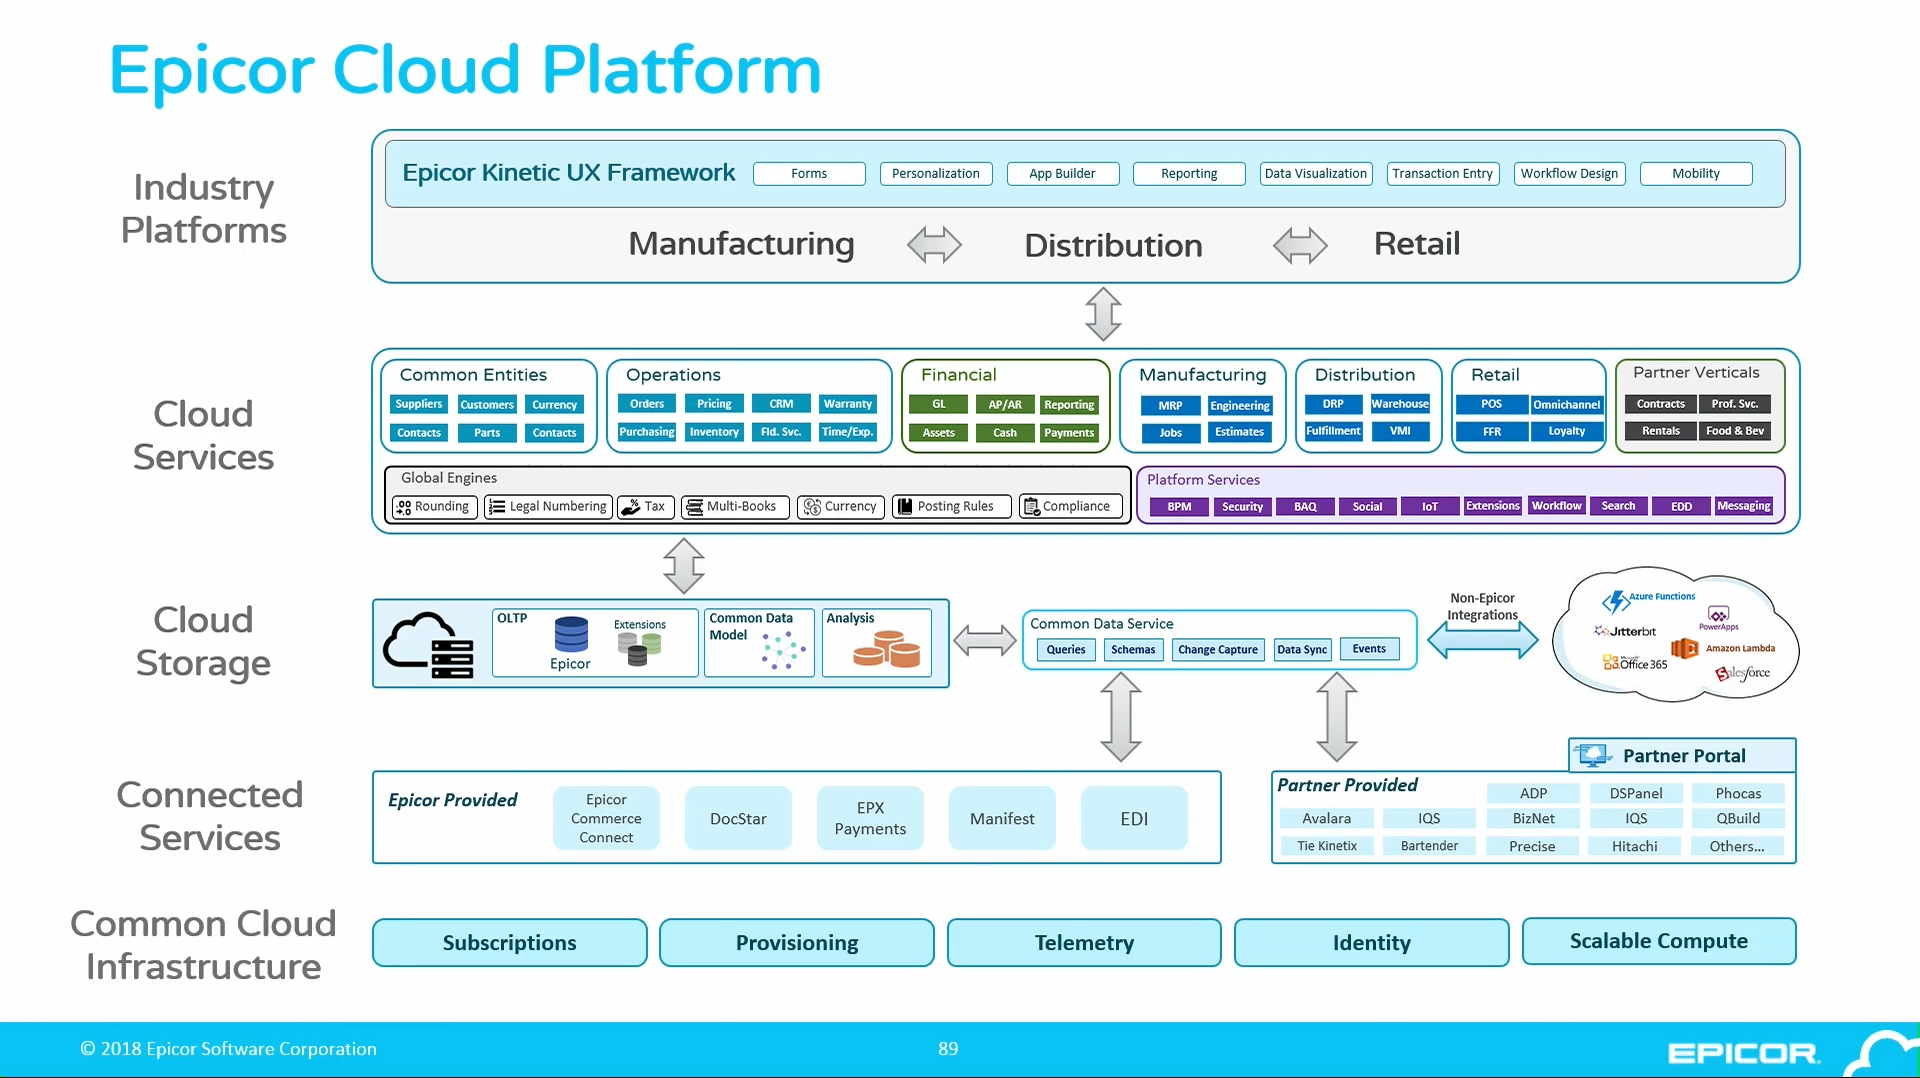 Epicor Cloud Platform
Industry
Platforms
Epicor Kinetic UX Framework
Forms
Personalization
App Builder
Reporting
Data Visualization
Transaction Entry
Workflow Design
Mobility
Manufacturing
Distribution
Retail
Cloud
Services
Common Entities
Suppliers
Customers
Currency
Contacts
Parts
Contacts
Operations
Orders
Pricing
CRM
Warranty
Purchasing
Inventory
Fld. Svc.
Time/Exp.
Financial
GL
AP/AR
Reporting
Assets
Cash
Payments
Manufacturing
MRP
Engineering
Jobs
Estimates
Distribution
DRP
Warehouse
Fulfillment
VMI
Retail
POS
Omnichannel
FFR
Loyalty
Partner Verticals
Contracts
Prof. Svc.
Rentals
Food & Bev
Global Engines
Rounding
Legal Numbering
Tax
Multi-Books
Currency
Posting Rules
Compliance
Platform Services
BPM
Security
BAQ
Social
IoT
Extensions
Workflow
Search
EDD
Messaging
Cloud
Storage
OLTP
Epicor
Extensions
Common Data
Model
Analysis
Common Data Service
Queries
Schemas
Change Capture
Data Sync
Events
Non-Epicor
Integrations
Azure Functions
PowerApps
Jitterbit
Amazon Lambda
Microsoft
Office 365
Salesforce
Connected
Services
Epicor Provided
Epicor
Commerce
Connect
DocStar
EPX
Payments
Manifest
EDI
Partner Portal
Partner Provided
ADP
DSPanel
Phocas
Avalara
IQS
BizNet
IQS
QBuild
Tie Kinetix
Bartender
Precise
Hitachi
Others...
Common Cloud
Infrastructure
Subscriptions
Provisioning
Telemetry
Identity
Scalable Compute
© 2018 Epicor Software Corporation
89
EPICOR